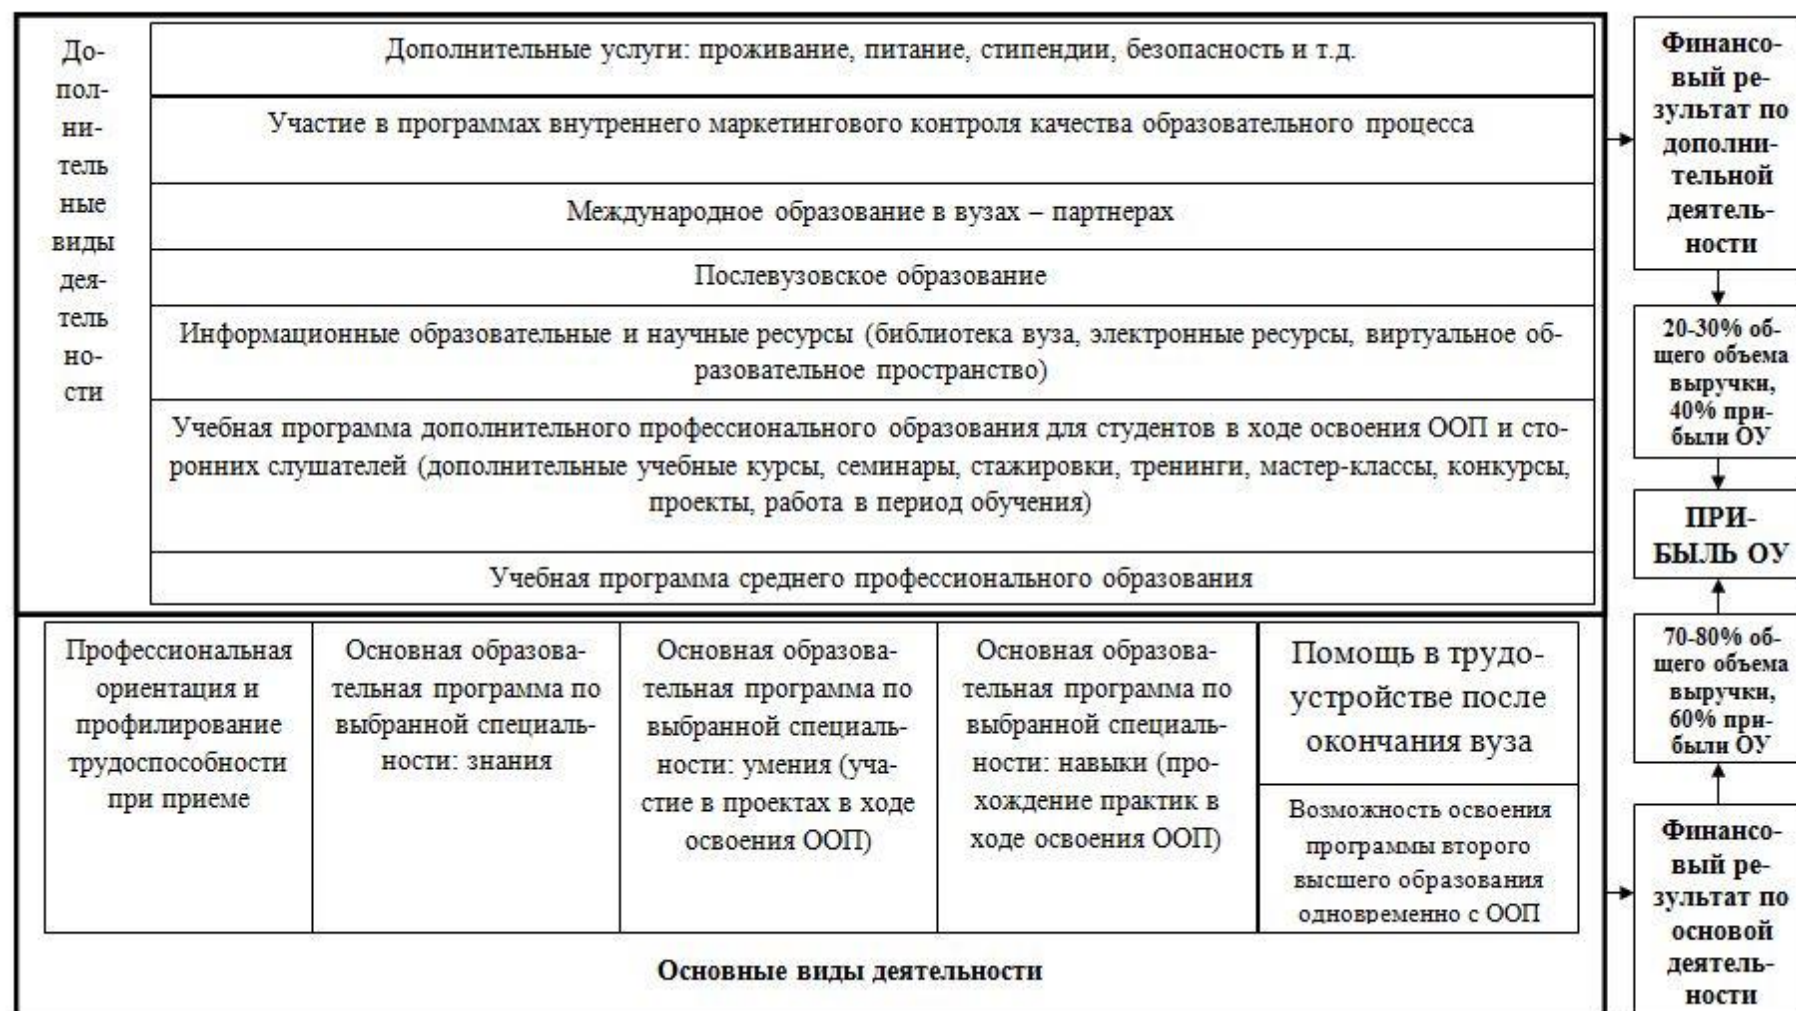 До-
пол-
ни-
тель
ные
виды
дея-
тель
но-
сти
Дополнительные услуги: проживание, питание, стипендии, безопасность и т.д.
Участие в программах внутреннего маркетингового контроля качества образовательного процесса
Международное образование в вузах – партнерах
Послевузовское образование
Информационные образовательные и научные ресурсы (библиотека вуза, электронные ресурсы, виртуальное об-
разовательное пространство)
Учебная программа дополнительного профессионального образования для студентов в ходе освоения ООП и сто-
ронних слушателей (дополнительные учебные курсы, семинары, стажировки, тренинги, мастер-классы, конкурсы,
проекты, работа в период обучения)
Учебная программа среднего профессионального образования
Профессиональная
ориентация и
профилирование
трудоспособности
при приеме
Основная образова-
тельная программа по
выбранной специаль-
ности: знания
Основная образова-
тельная программа по
выбранной специаль-
ности: умения (уча-
стие в проектах в ходе
освоения ООП)
Основная образова-
тельная программа по
выбранной специаль-
ности: навыки (про-
хождение практик в
ходе освоения ООП)
Помощь в трудо-
устройстве после
окончания вуза
Возможность освоения
программы второго
высшего образования
одновременно с ООП
Основные виды деятельности
Финансо-
вый ре-
зультат по
дополни-
тельной
деятель-
ности
20-30% об-
щего объема
выручки,
40% при-
были ОУ
ПРИ-
БЫЛЬ ОУ
70-80% об-
щего объема
выручки,
60% при-
были ОУ
Финансо-
вый ре-
зультат по
основой
деятель-
ности